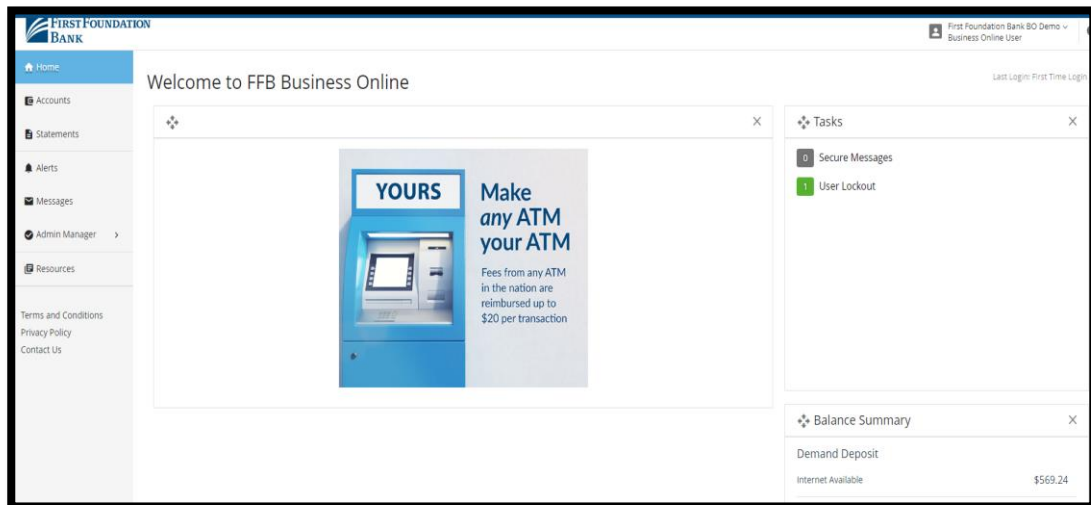 FIRST FOUNDATION
BANK
First Foundation Bank BO Demo
Business Online User
Home
Accounts
Statements
Alerts
Messages
Admin Manager
Resources
Terms and Conditions
Privacy Policy
Contact Us
Welcome to FFB Business Online
Last Login: First Time Login
YOURS
Make
any ATM
your ATM
Fees from any ATM
in the nation are
reimbursed up to
$20 per transaction
Tasks
0 Secure Messages
1 User Lockout
Balance Summary
Demand Deposit
Internet Available $569.24